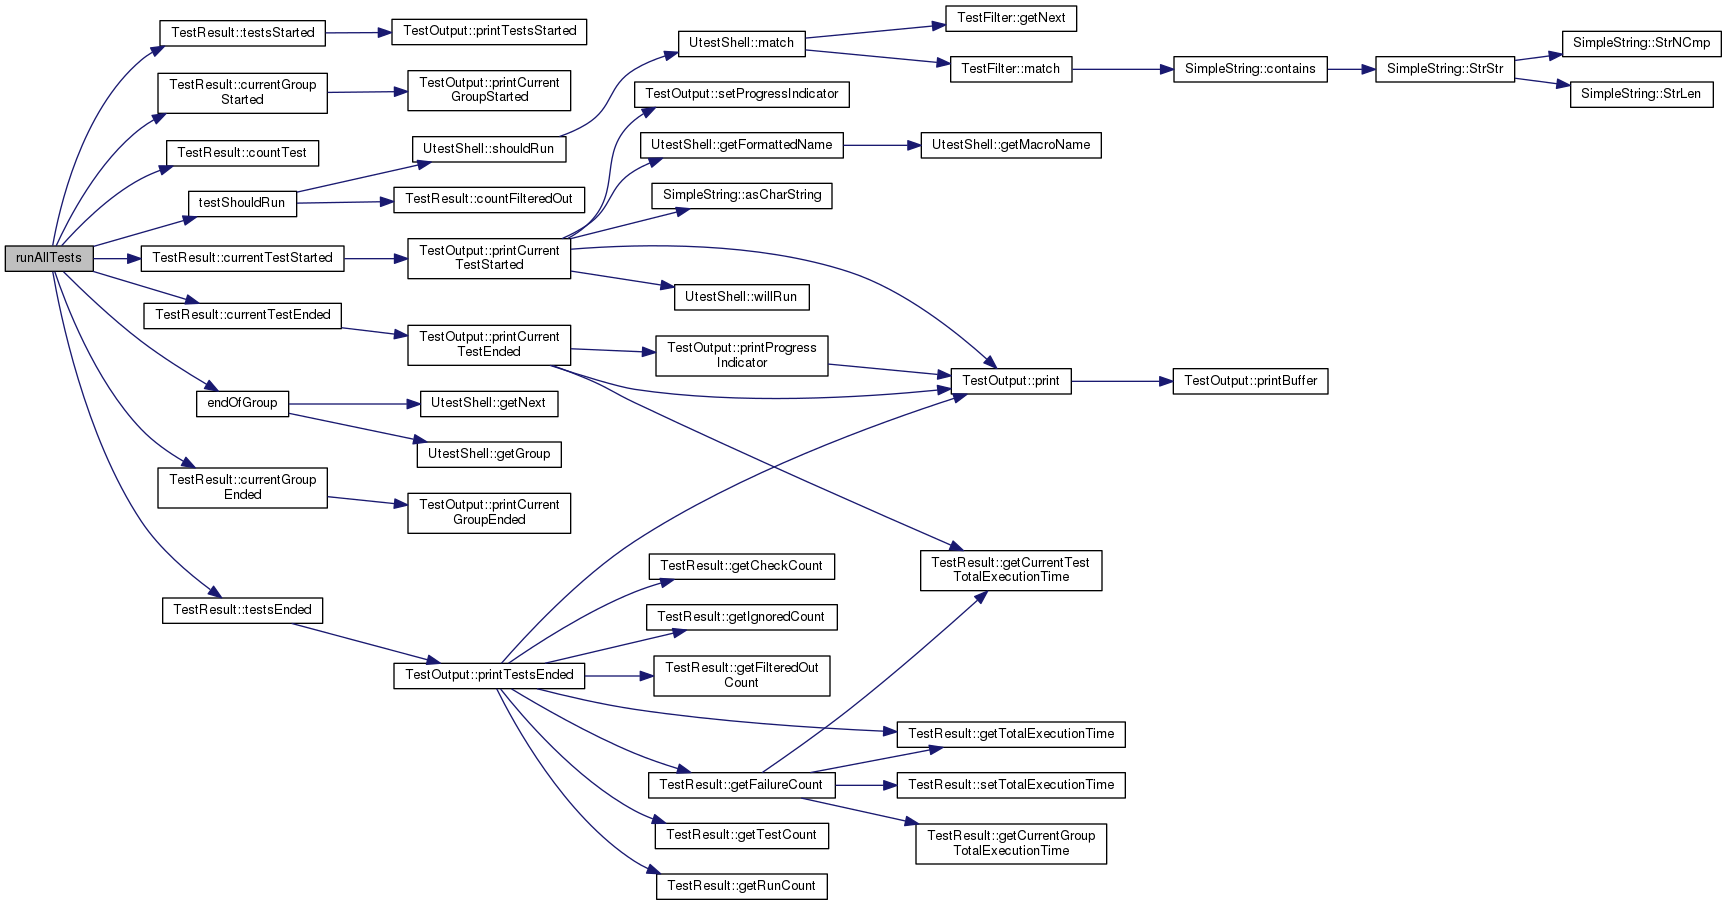 runAllTests
TestResult::testsStarted
TestOutput::printTestsStarted
TestResult::currentGroup
Started
TestOutput::printCurrent
GroupStarted
TestResult::countTest
testShouldRun
UtestShell::shouldRun
TestResult::countFilteredOut
UtestShell::match
TestFilter::getNext
TestFilter::match
SimpleString::contains
SimpleString::StrStr
SimpleString::StrNCmp
SimpleString::StrLen
TestResult::currentTestStarted
TestOutput::printCurrent
TestStarted
TestOutput::setProgressIndicator
UtestShell::getFormattedName
UtestShell::getMacroName
SimpleString::asCharString
UtestShell::willRun
TestResult::currentTestEnded
TestOutput::printCurrent
TestEnded
TestOutput::printProgress
Indicator
TestOutput::print
TestOutput::printBuffer
endOfGroup
UtestShell::getNext
UtestShell::getGroup
TestResult::currentGroup
Ended
TestOutput::printCurrent
GroupEnded
TestResult::getCurrentTest
TotalExecutionTime
TestResult::testsEnded
TestOutput::printTestsEnded
TestResult::getCheckCount
TestResult::getIgnoredCount
TestResult::getFilteredOut
Count
TestResult::getTotalExecutionTime
TestResult::getFailureCount
TestResult::setTotalExecutionTime
TestResult::getCurrentGroup
TotalExecutionTime
TestResult::getTestCount
TestResult::getRunCount